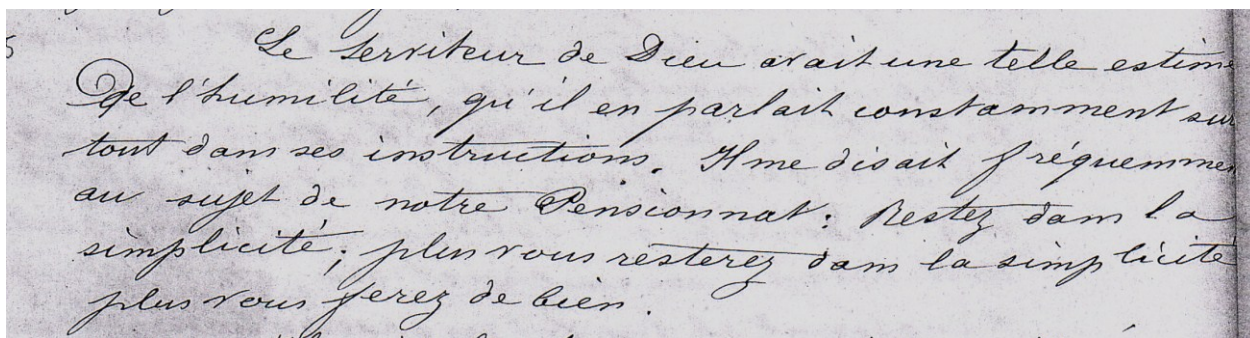 Le Serviteur de Dieu avait une telle estime
de l'humilité, qu'il en parlait constamment sur
tout dans ses instructions. Il me disait fréquemmen
au sujet de notre Pensionnat: Restez dans la
simplicité; plus vous resterez dans la simplicité
plus vous ferez de bien.